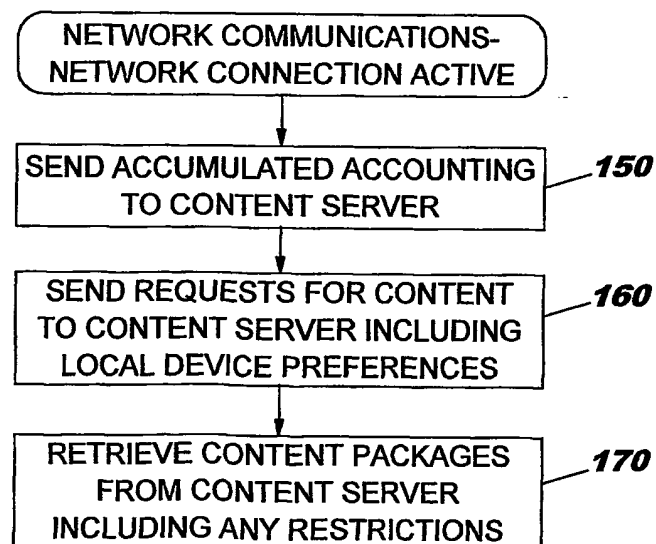 NETWORK COMMUNICATIONS-
NETWORK CONNECTION ACTIVE
SEND ACCUMULATED ACCOUNTING
TO CONTENT SERVER
150
SEND REQUESTS FOR CONTENT
TO CONTENT SERVER INCLUDING
LOCAL DEVICE PREFERENCES
160
RETRIEVE CONTENT PACKAGES
FROM CONTENT SERVER
INCLUDING ANY RESTRICTIONS
170